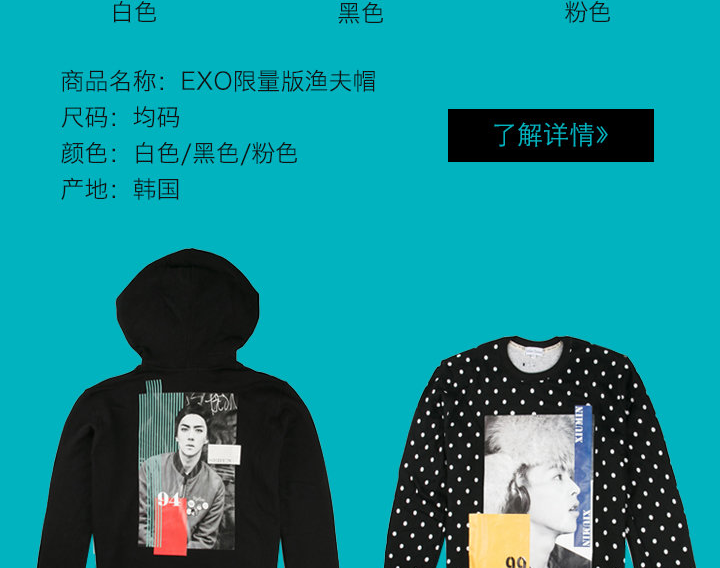 白色
黑色
粉色
商品名称：EXO限量版渔夫帽
尺码：均码
颜色：白色/黑色/粉色
产地：韩国
了解详情》
94
XIUMIN
XIUMIN
99